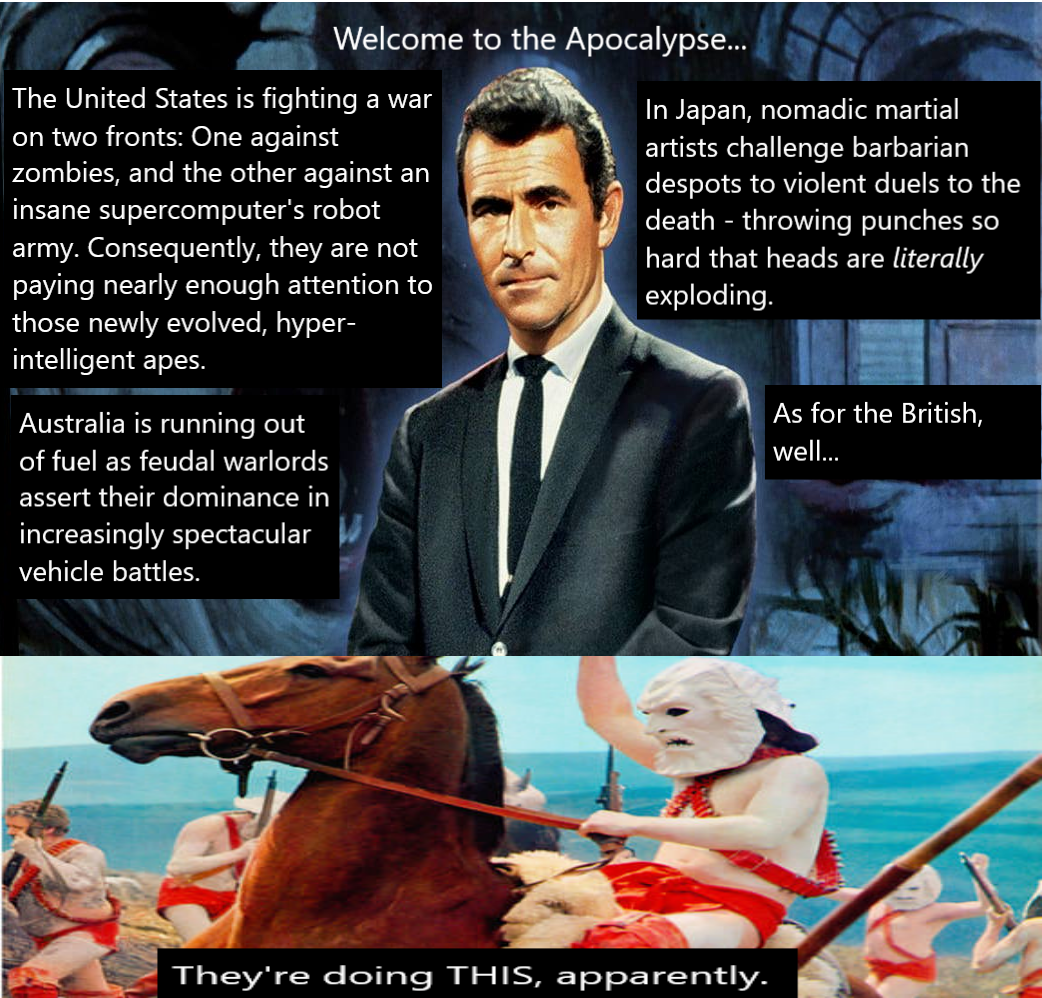 Welcome to the Apocalypse...
The United States is fighting a war
on two fronts: One against
zombies, and the other against an
insane supercomputer's robot
army. Consequently, they are not
paying nearly enough attention to
those newly evolved, hyper-
intelligent apes.
In Japan, nomadic martial
artists challenge barbarian
despots to violent duels to the
death - throwing punches so
hard that heads are literally
exploding.
Australia is running out
of fuel as feudal warlords
assert their dominance in
increasingly spectacular
vehicle battles.
As for the British,
well...
They're doing THIS, apparently.